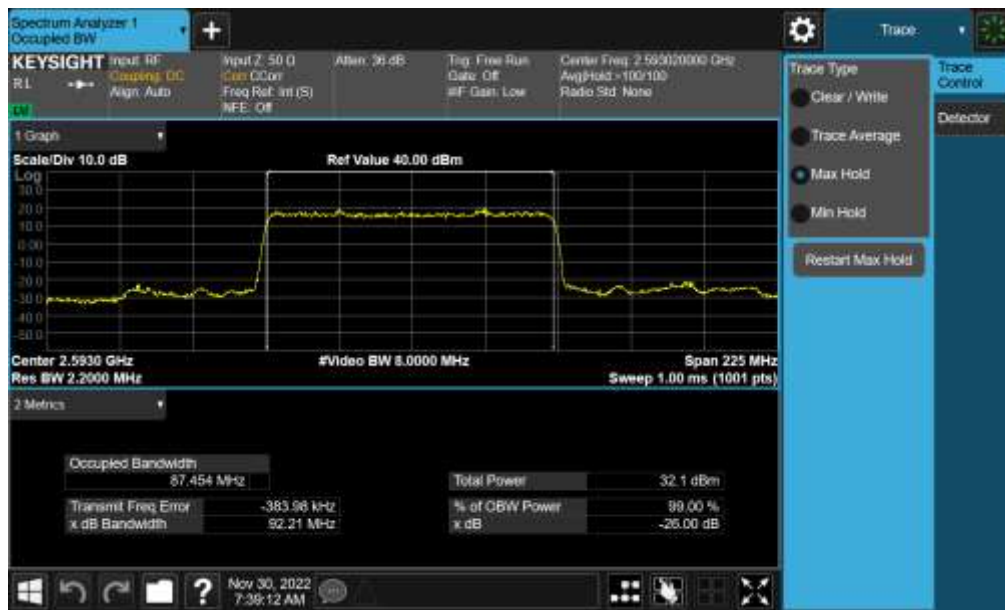 Spectrum Analyzer 1
Occupied BW
+
Trace
KEYSIGHT Input: RF
RL
Coupling: DC
Align: Auto
Input Z: 50 Ω
Corr CCorr
Freq Ref: Int (S)
NFE: Off
Atten: 36 dB
Trig: Free Run
Gate: Off
#IF Gain: Low
Center Freq: 2.593020000 GHz
Avg|Hold:>100/100
Radio Std: None
Trace Type
Clear / Write
Trace Average
Max Hold
Min Hold
Restart Max Hold
Trace Control
Detector
1 Graph
Scale/Div 10.0 dB
Ref Value 40.00 dBm
Log
30.0
20.0
10.0
0.00
-10.0
-20.0
-30.0
-40.0
-50.0
Center 2.5930 GHz
#Video BW 8.0000 MHz
Span 225 MHz
Res BW 2.2000 MHz
Sweep 1.00 ms (1001 pts)
2 Metrics
Occupied Bandwidth
87.454 MHz
Total Power 32.1 dBm
Transmit Freq Error -383.98 kHz
% of OBW Power 99.00 %
x dB Bandwidth 92.21 MHz
x dB -26.00 dB
?
Nov 30, 2022
7:39:12 AM